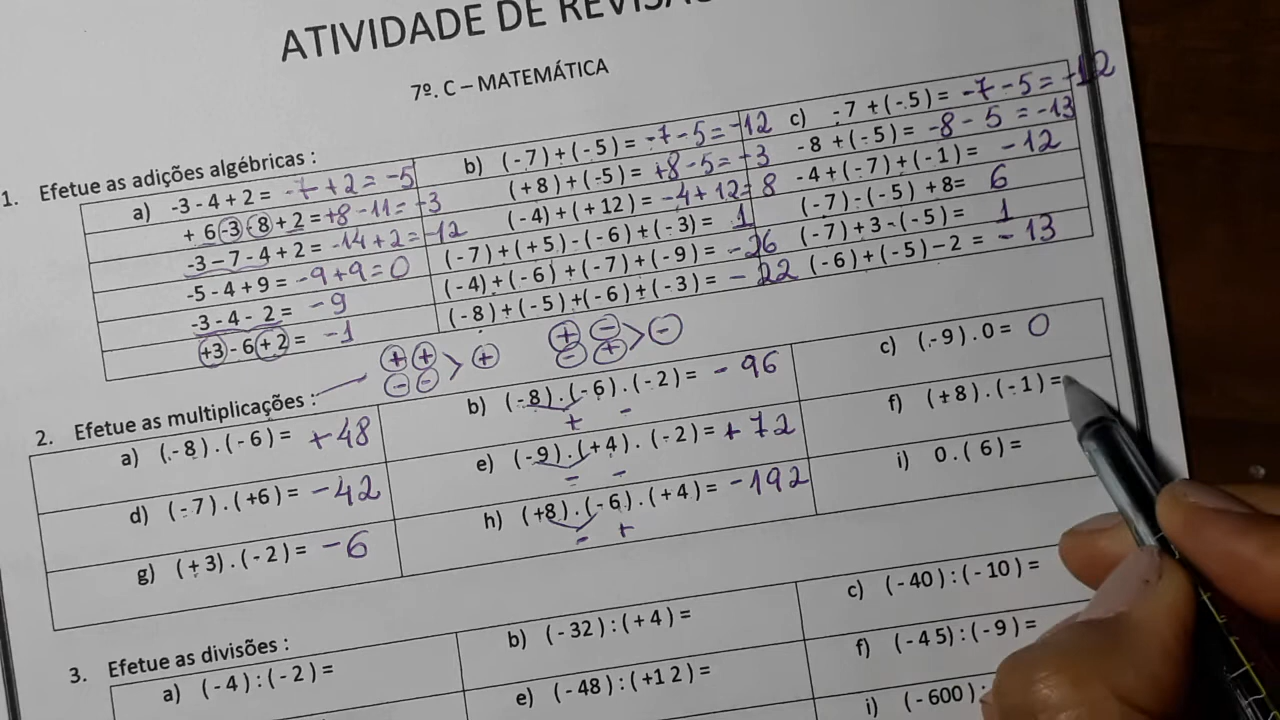 ATIVIDADE DE REVISÃO
7º. C – MATEMÁTICA
1. Efetue as adições algébricas :
a) -3 - 4 + 2 = -7 + 2 = -5
+ 6 -3 - 8 + 2 = +8 - 11 = -3
-3 – 7 - 4 + 2 = -14 + 2 = -12
-5 - 4 + 9 = -9 + 9 = 0
-3 - 4 - 2 = -9
+3 - 6 + 2 = -1
b) (- 7) + (- 5) = -7 - 5 = -12
(+ 8) + (- 5) = +8 - 5 = +3
(- 4) + (+ 12) = -4 + 12 = 8
(- 7) + (+ 5) - (- 6) + (- 3) = 1
(- 4) + (- 6) + (- 7) + (- 9) = -26
(- 8) + (- 5) + (- 6) + (- 3) = -22
c) - 7 + (- 5) = -7 - 5 = -12
- 8 + (- 5) = -8 - 5 = -13
- 4 + (- 7) + (- 1) = -12
(- 7) - (- 5) + 8= 6
(- 7) + 3 - (- 5) = 1
(- 6) + (- 5) – 2 = -13
+ + > +
- -
+ - > -
- +
2. Efetue as multiplicações :
a) (- 8) . (- 6) = +48
b) (- 8) . (- 6) . (- 2) = -96
+ -
c) (- 9) . 0 = 0
d) (- 7) . (+6) = -42
e) (- 9) . (+ 4) . (- 2) = +72
- -
f) (+ 8) . (- 1) =
g) (+ 3) . (- 2) = -6
h) (+8) . (- 6) . (+ 4) = -192
- +
i) 0 . ( 6) =
3. Efetue as divisões :
a) (- 4) : (- 2) =
b) (- 32) : (+ 4) =
c) (- 40) : (- 10) =
e) (- 48) : (+1 2) =
f) (- 4 5) : (- 9) =
i) (- 600) :